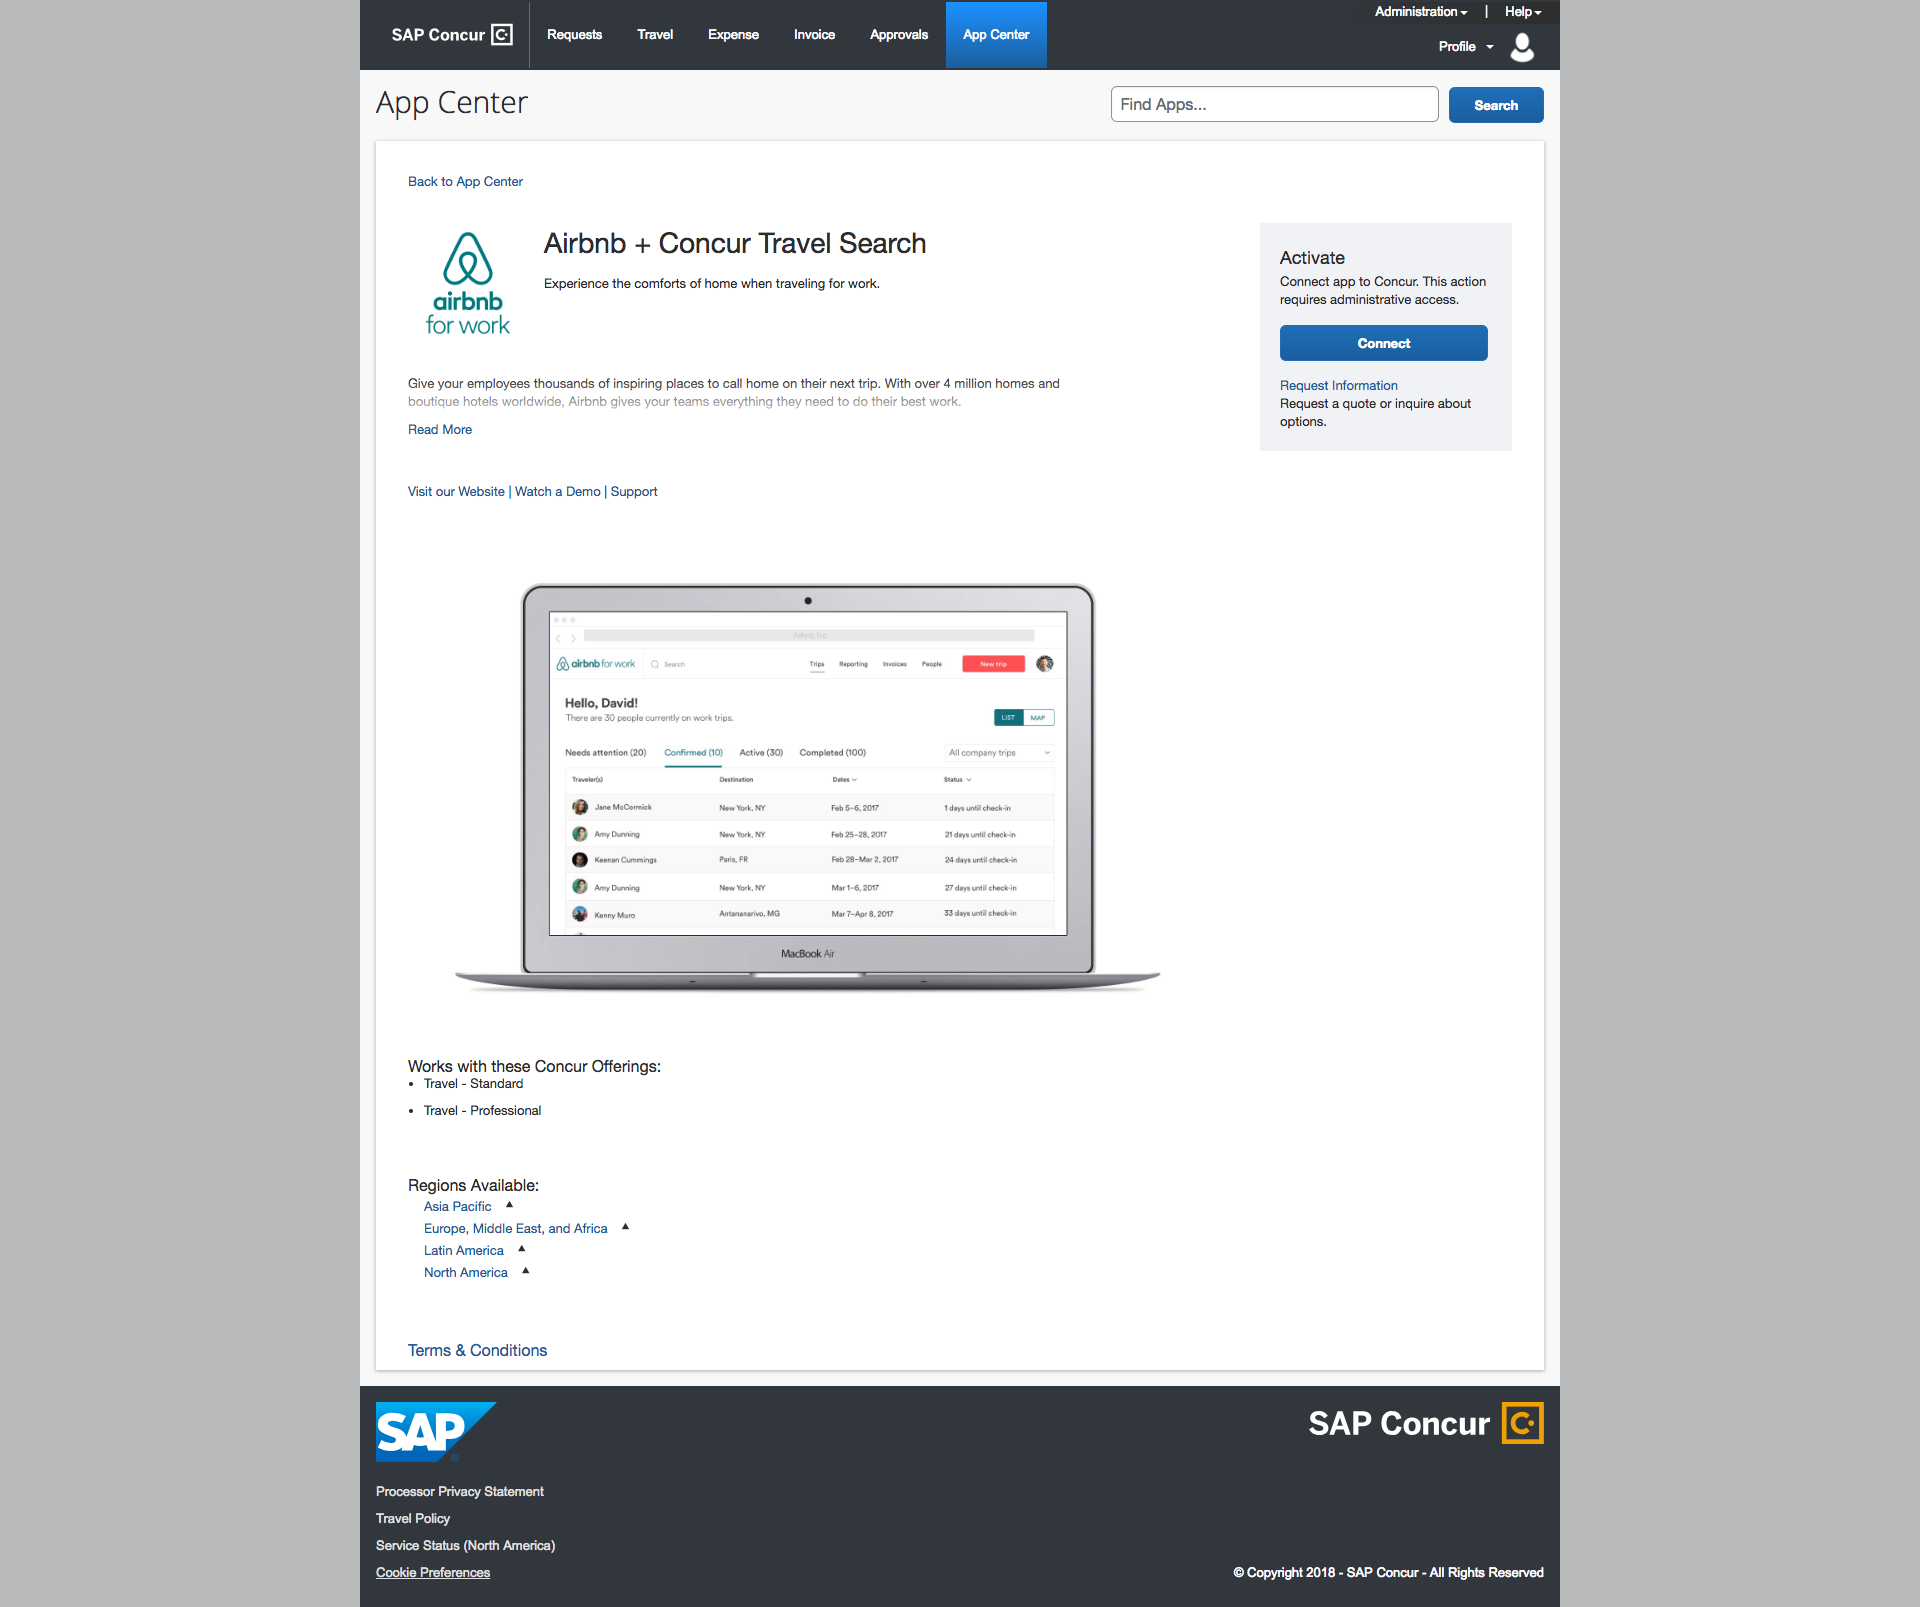 SAP Concur C.
Requests Travel Expense Invoice Approvals App Center
Administration | Help
Profile
App Center
Find Apps...
Search
Back to App Center
airbnb
for work
Airbnb + Concur Travel Search
Experience the comforts of home when traveling for work.
Activate
Connect app to Concur. This action
requires administrative access.
Connect
Request Information
Request a quote or inquire about
options.
Give your employees thousands of inspiring places to call home on their next trip. With over 4 million homes and
boutique hotels worldwide, Airbnb gives your teams everything they need to do their best work.
Read More
Visit our Website | Watch a Demo | Support
Airbnb, Inc.
airbnb for work Search Trips Reporting Invoices People New trip
Hello, David!
There are 30 people currently on work trips.
LIST MAP
Needs attention (20) Confirmed (10) Active (30) Completed (100) All company trips
Traveler(s) Destination Dates Status
Jane McCormick New York, NY Feb 5–6, 2017 1 days until check-in
Amy Dunning New York, NY Feb 25–28, 2017 21 days until check-in
Keenan Cummings Paris, FR Feb 28–Mar 2, 2017 24 days until check-in
Amy Dunning New York, NY Mar 1–6, 2017 27 days until check-in
Kenny Muro Antananarivo, MG Mar 7–Apr 8, 2017 33 days until check-in
MacBook Air
Works with these Concur Offerings:
• Travel - Standard
• Travel - Professional
Regions Available:
Asia Pacific
Europe, Middle East, and Africa
Latin America
North America
Terms & Conditions
SAP ®
SAP Concur C.
Processor Privacy Statement
Travel Policy
Service Status (North America)
Cookie Preferences
© Copyright 2018 - SAP Concur - All Rights Reserved